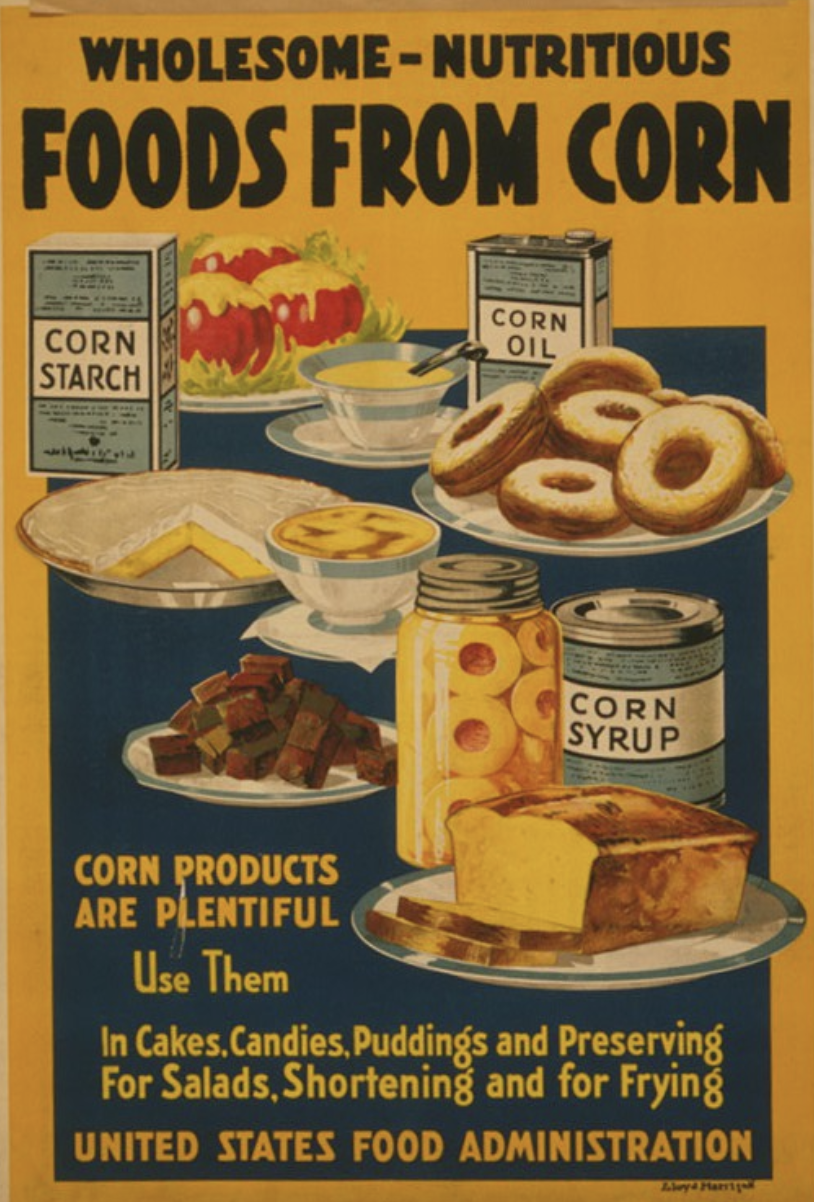 WHOLESOME - NUTRITIOUS
FOODS FROM CORN
CORN
STARCH
CORN
OIL
CORN
SYRUP
CORN PRODUCTS
ARE PLENTIFUL
Use Them
In Cakes, Candies, Puddings and Preserving
For Salads, Shortening and for Frying
UNITED STATES FOOD ADMINISTRATION